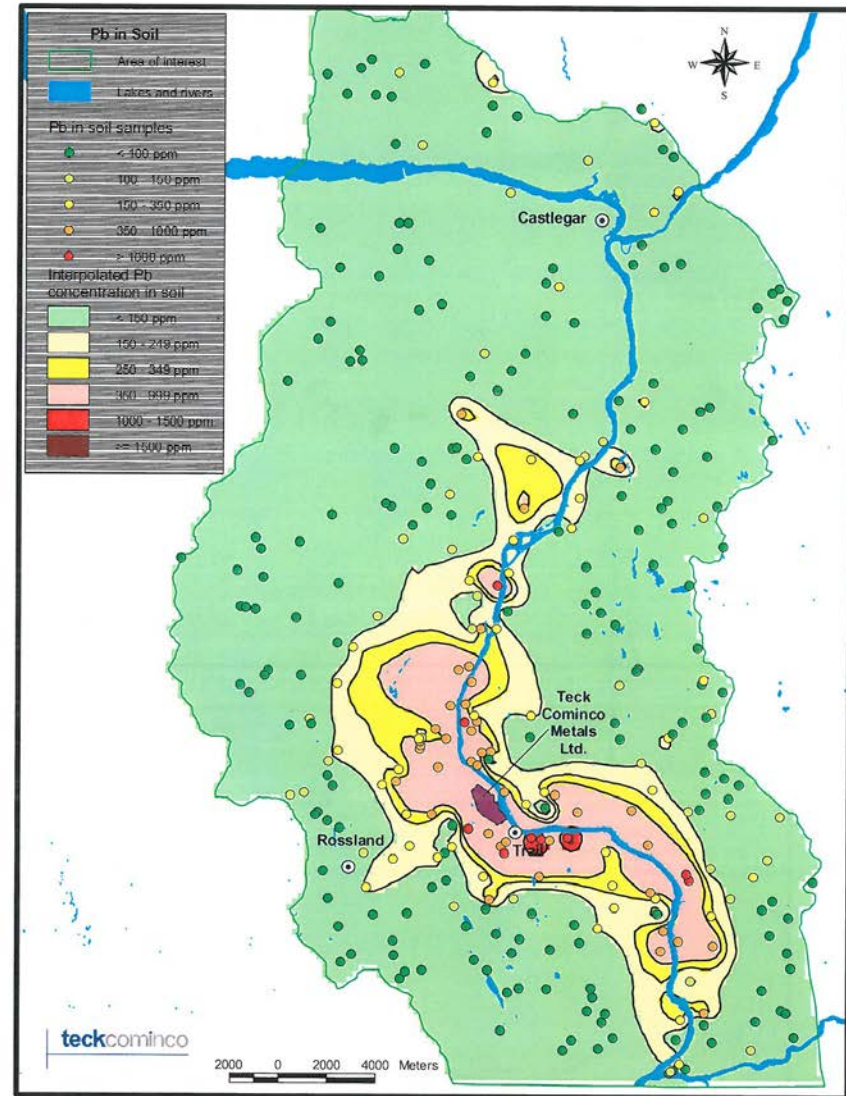 Pb in Soil
Area of interest
Lakes and rivers
Pb in soil samples
< 100 ppm
100 - 150 ppm
150 - 350 ppm
350 - 1000 ppm
≥ 1000 ppm
Interpolated Pb
concentration in soil
< 150 ppm
150 - 249 ppm
250 - 349 ppm
350 - 999 ppm
1000 - 1500 ppm
>= 1500 ppm
N
W
E
S
Castlegar
Teck
Cominco
Metals
Ltd.
Rossland
Trail
teckcominco
2000 0 2000 4000 Meters